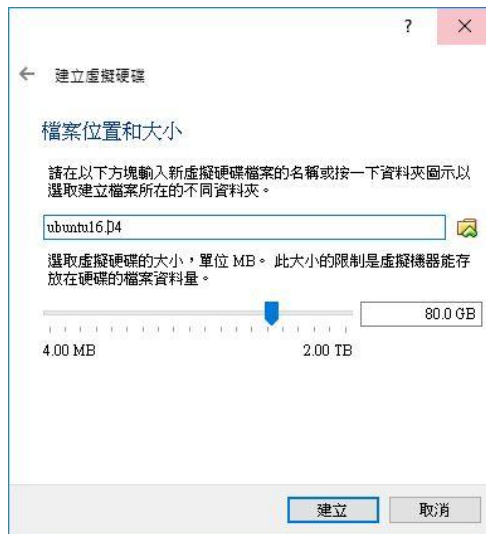 ?
建立虛擬硬碟
檔案位置和大小
請在以下方塊輸入新虛擬硬碟檔案的名稱或按一下資料夾圖示以
選取建立檔案所在的不同資料夾。
ubuntu16.04
選取虛擬硬碟的大小，單位 MB。 此大小的限制是虛擬機器能存
放在硬碟的檔案資料量。
80.0 GB
4.00 MB 2.00 TB
建立 取消